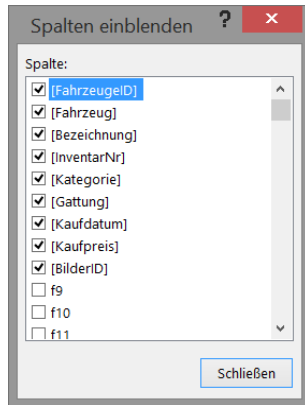 Spalten einblenden ? ×
Spalte:
[FahrzeugeID]
[Fahrzeug]
[Bezeichnung]
[InventarNr]
[Kategorie]
[Gattung]
[Kaufdatum]
[Kaufpreis]
[BilderID]
f9
f10
f11
Schließen